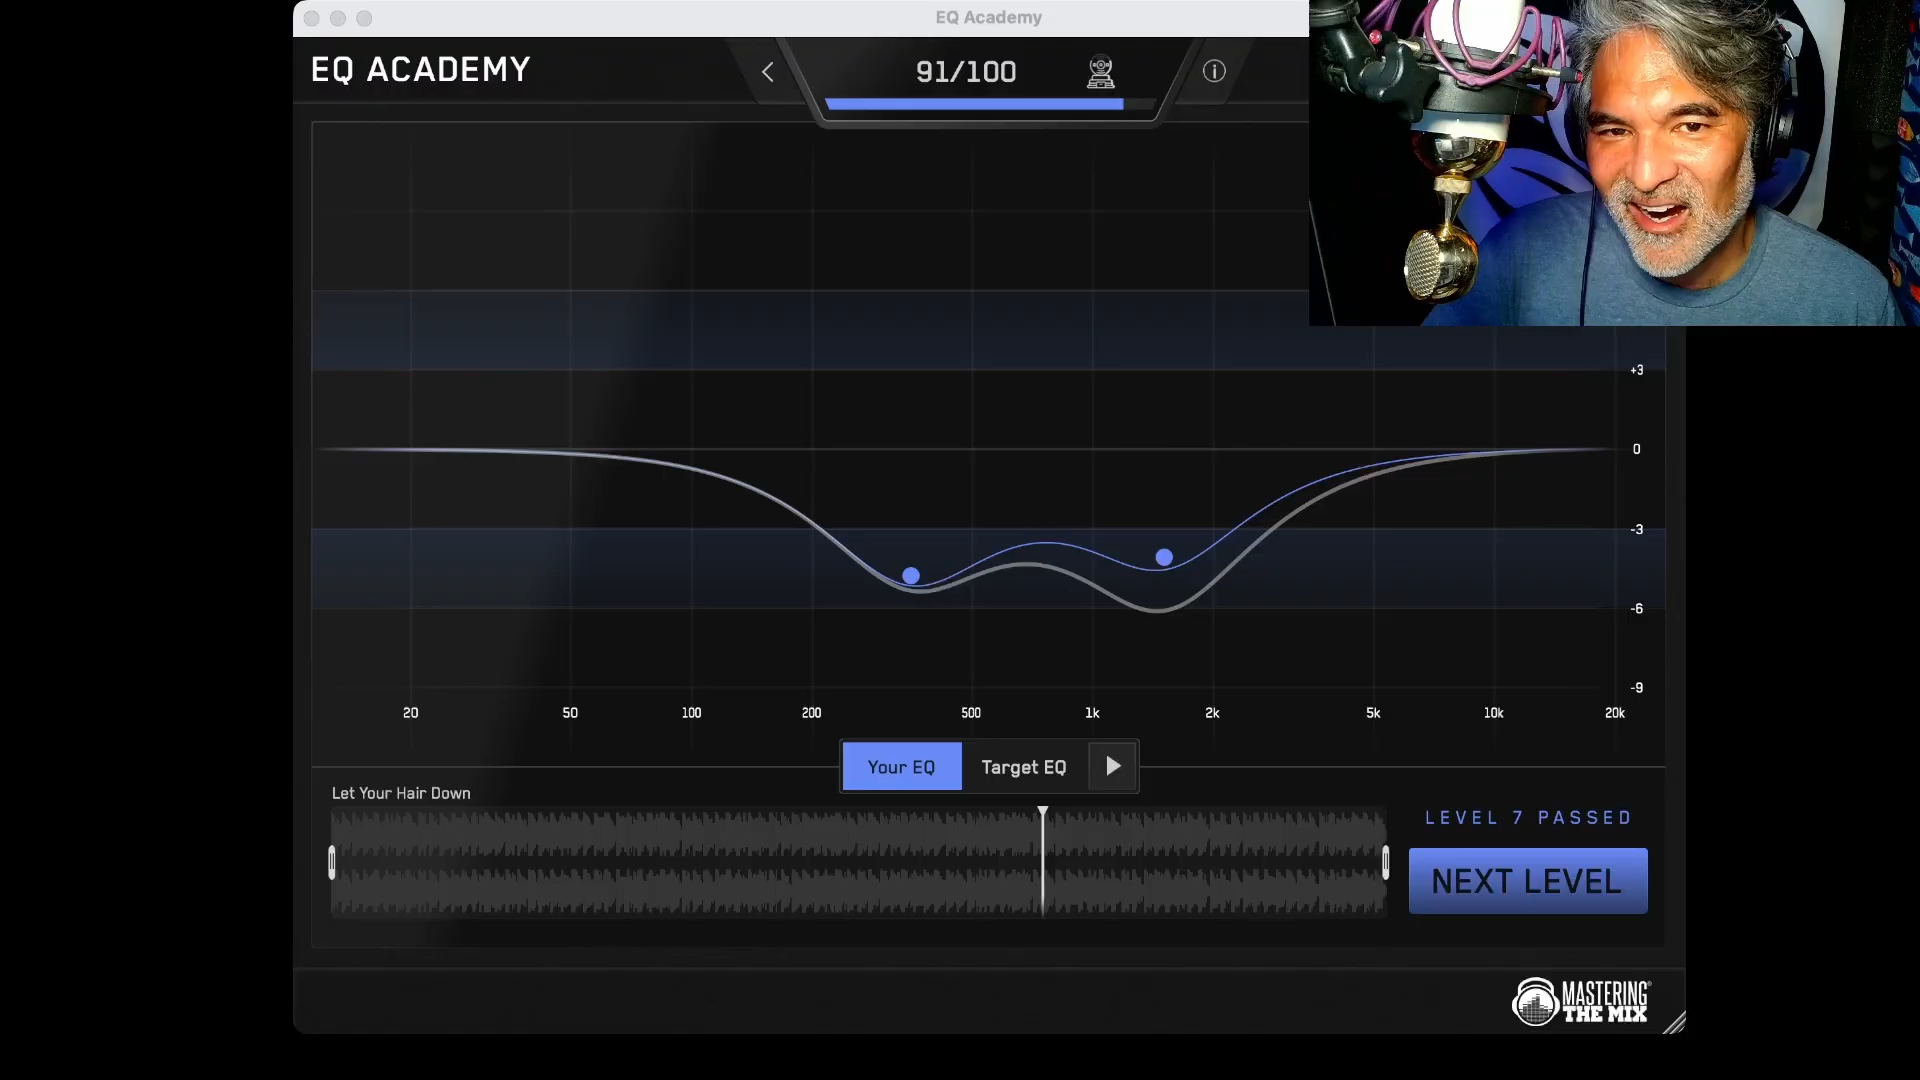 EQ Academy
EQ ACADEMY
91/100
+3
0
-3
-6
-9
20 50 100 200 500 1k 2k 5k 10k 20k
Your EQ Target EQ
Let Your Hair Down
LEVEL 7 PASSED
NEXT LEVEL
MASTERING
THE MIX